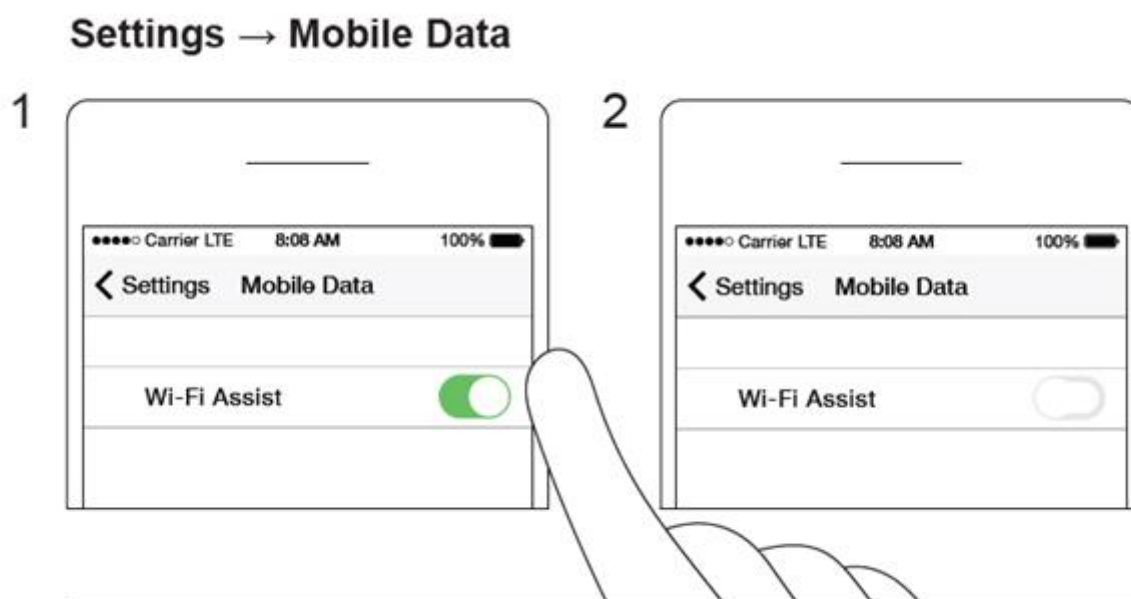 Settings → Mobile Data
1
2
Carrier LTE 8:08 AM 100%
Settings Mobile Data
Wi-Fi Assist
Carrier LTE 8:08 AM 100%
Settings Mobile Data
Wi-Fi Assist